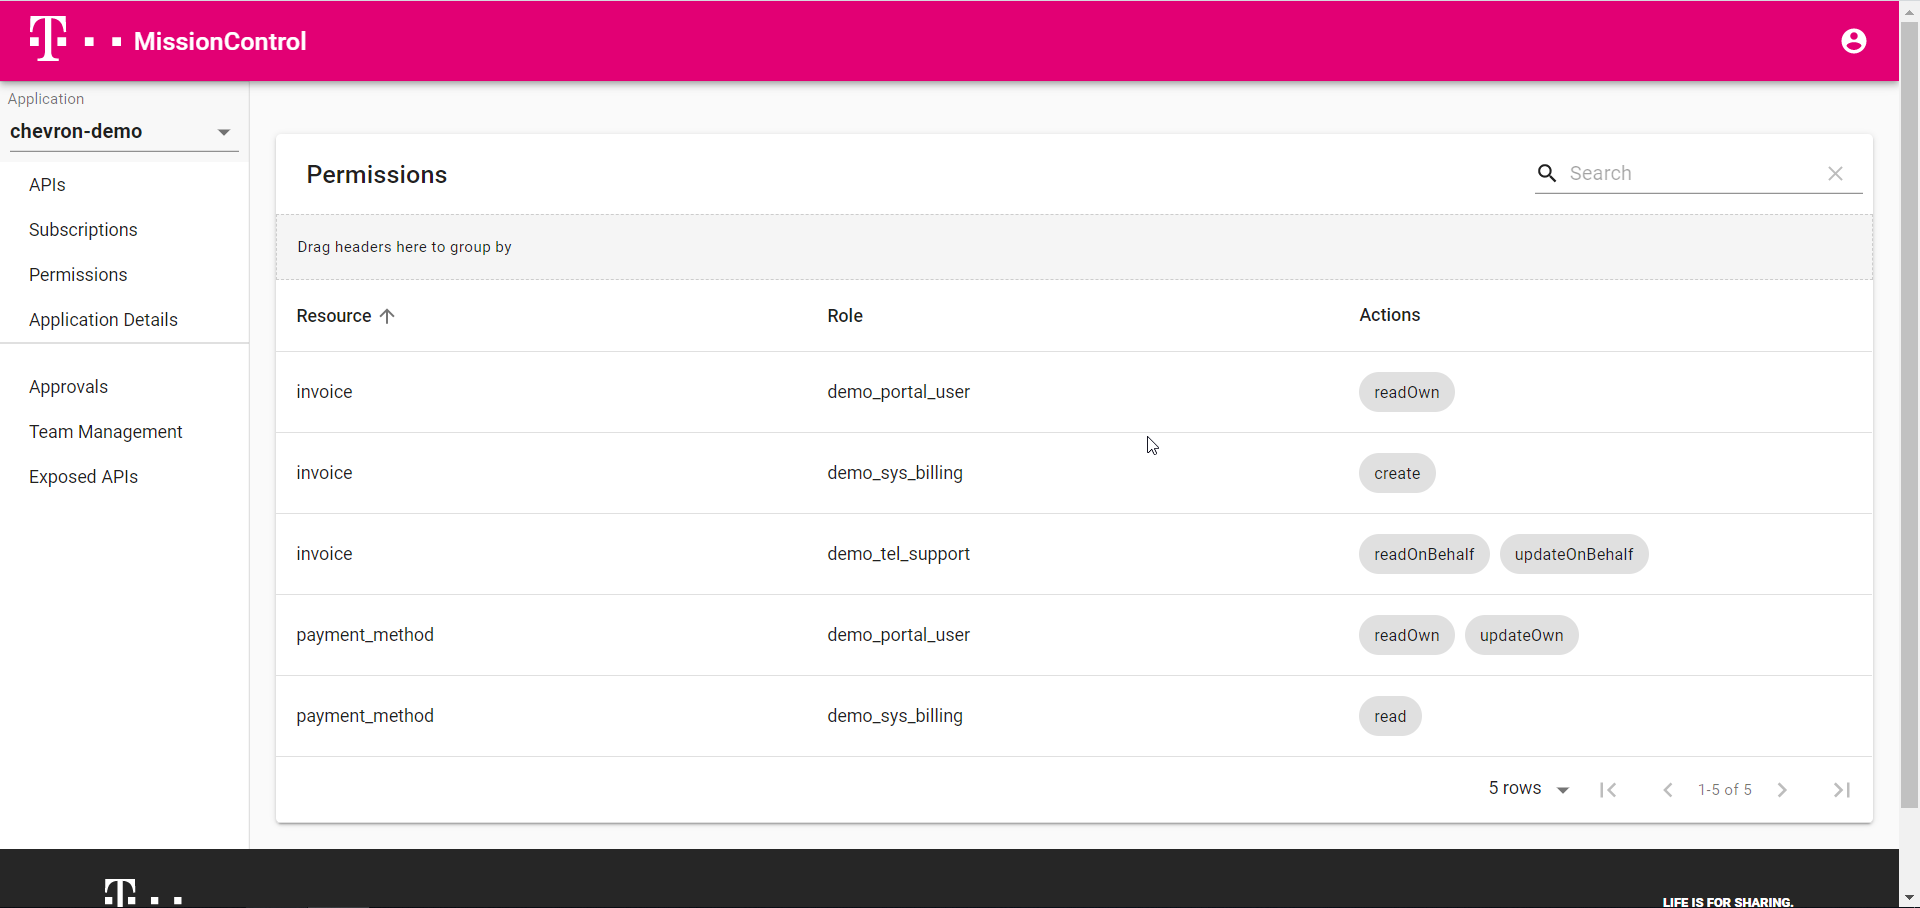 T MissionControl
Application
chevron-demo
APIs
Subscriptions
Permissions
Application Details
Approvals
Team Management
Exposed APIs
Permissions
Search
Drag headers here to group by
Resource Role Actions
invoice demo_portal_user readOwn
invoice demo_sys_billing create
invoice demo_tel_support readOnBehalf updateOnBehalf
payment_method demo_portal_user readOwn updateOwn
payment_method demo_sys_billing read
5 rows 1-5 of 5
T
LIFE IS FOR SHARING.